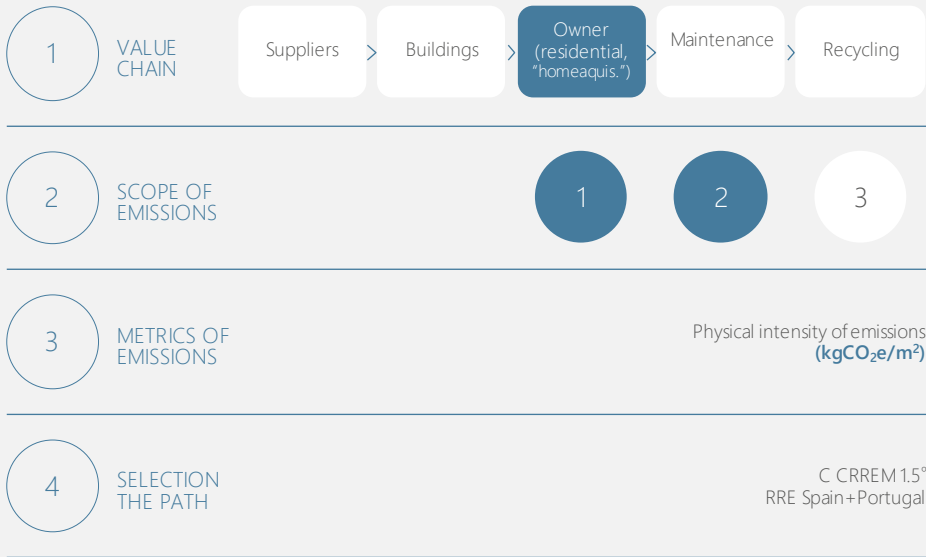 1
VALUE
CHAIN
Suppliers
Buildings
Owner
(residential,
"homeaquis.")
Maintenance
Recycling
2
SCOPE OF
EMISSIONS
1
2
3
3
METRICS OF
EMISSIONS
Physical intensity of emissions
(kgCO₂e/m²)
4
SELECTION
THE PATH
C CRREM 1.5°
RRE Spain+Portugal